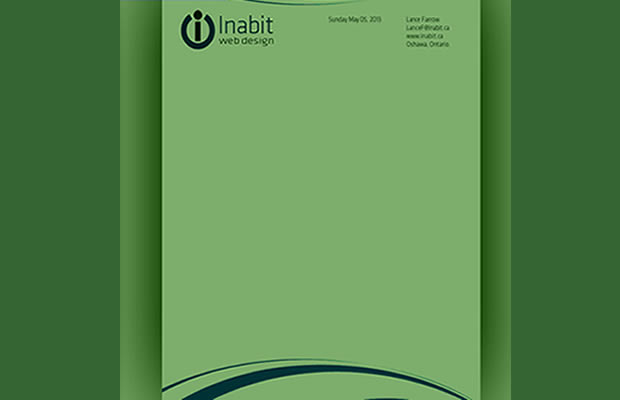 Inabit
web design
Sunday May 05, 2013
Lance Farrow
LanceF@Inabit.ca
www.inabit.ca
Oshawa, Ontario